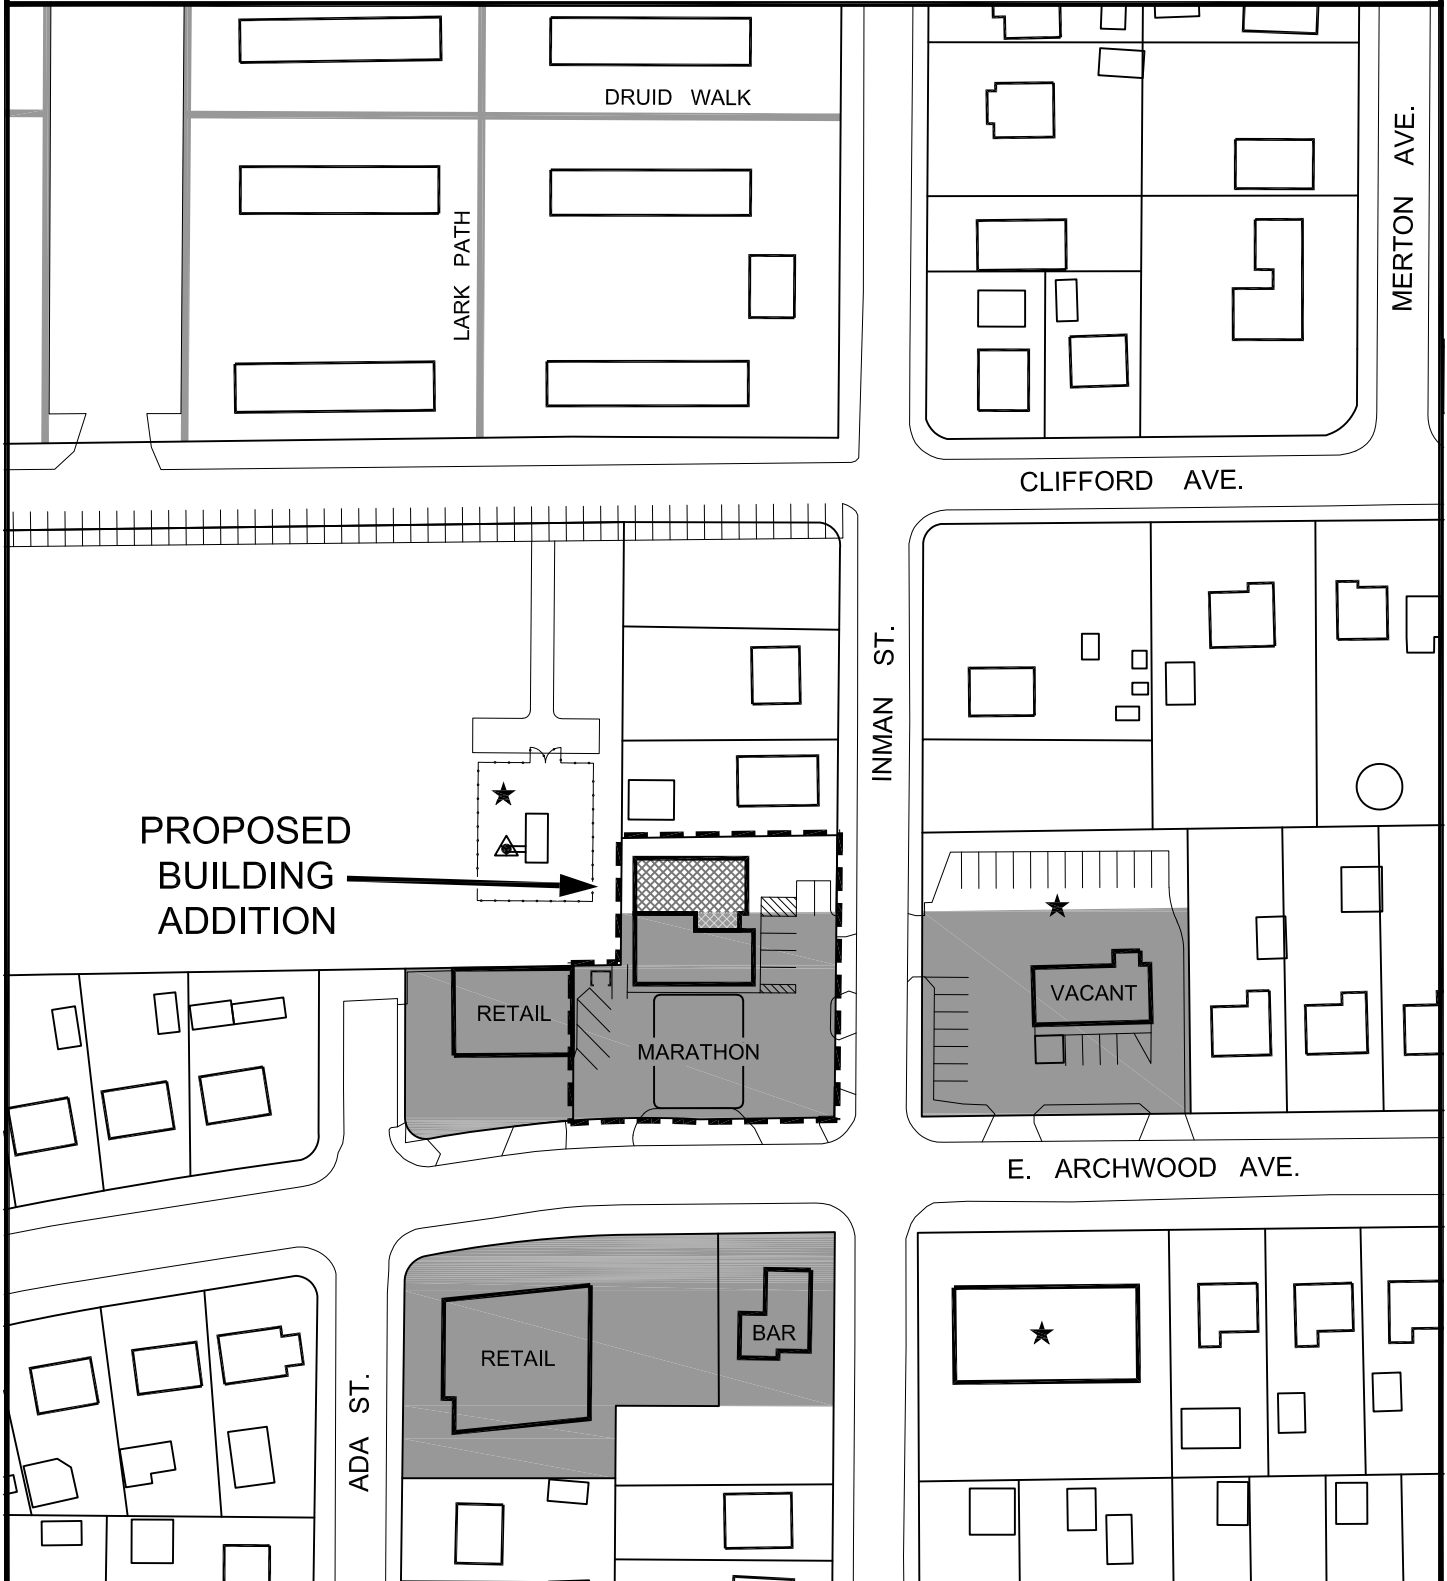 DRUID WALK
MERTON AVE.
LARK PATH
CLIFFORD AVE.
INMAN ST.
PROPOSED
BUILDING
ADDITION
RETAIL
MARATHON
VACANT
E. ARCHWOOD AVE.
RETAIL
BAR
ADA ST.